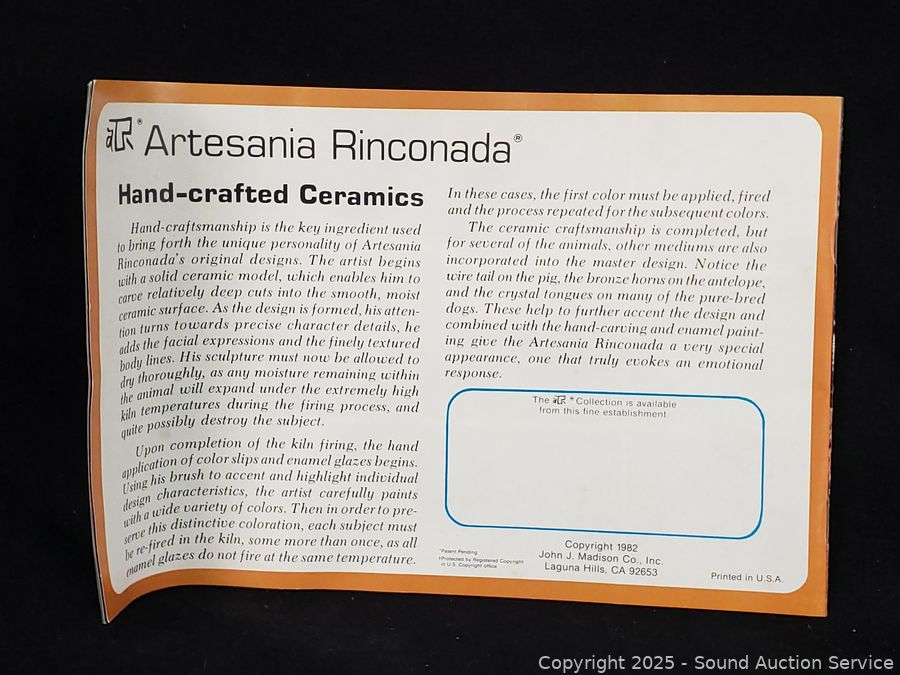 aR® Artesania Rinconada®
Hand-crafted Ceramics
Hand-craftsmanship is the key ingredient used
to bring forth the unique personality of Artesania
Rinconada's original designs. The artist begins
with a solid ceramic model, which enables him to
carve relatively deep cuts into the smooth, moist
ceramic surface. As the design is formed, his atten-
tion turns towards precise character details, he
adds the facial expressions and the finely textured
body lines. His sculpture must now be allowed to
dry thoroughly, as any moisture remaining within
the animal will expand under the extremely high
kiln temperatures during the firing process, and
quite possibly destroy the subject.
Upon completion of the kiln firing, the hand
application of color slips and enamel glazes begins.
Using his brush to accent and highlight individual
design characteristics, the artist carefully paints
with a wide variety of colors. Then in order to pre-
serve this distinctive coloration, each subject must
be re-fired in the kiln, some more than once, as all
enamel glazes do not fire at the same temperature.
In these cases, the first color must be applied, fired
and the process repeated for the subsequent colors.
The ceramic craftsmanship is completed, but
for several of the animals, other mediums are also
incorporated into the master design. Notice the
wire tail on the pig, the bronze horns on the antelope,
and the crystal tongues on many of the pure-bred
dogs. These help to further accent the design and
combined with the hand-carving and enamel paint-
ing give the Artesania Rinconada a very special
appearance, one that truly evokes an emotional
response.
The aR® Collection is available
from this fine establishment.
*Patent Pending
†Protected by Registered Copyright
in U.S. Copyright office
Copyright 1982
John J. Madison Co., Inc.
Laguna Hills, CA 92653
Printed in U.S.A.
Copyright 2025 - Sound Auction Service